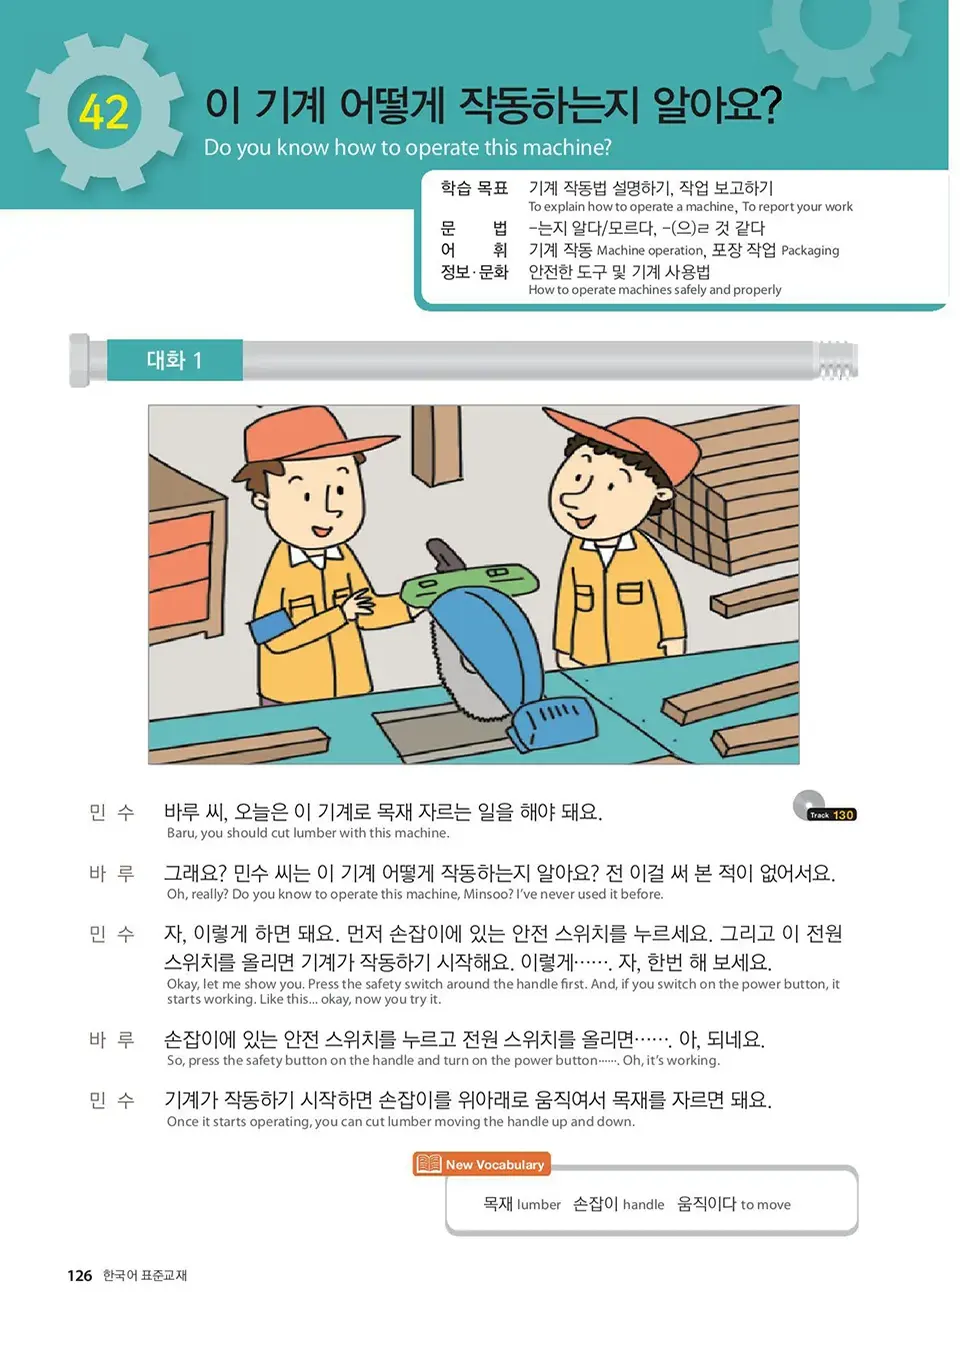 42
이 기계 어떻게 작동하는지 알아요?
Do you know how to operate this machine?
학습 목표 기계 작동법 설명하기, 작업 보고하기
To explain how to operate a machine, To report your work
문 법 -는지 알다/모르다, -(으)ㄹ 것 같다
어 휘 기계 작동 Machine operation, 포장 작업 Packaging
정보·문화 안전한 도구 및 기계 사용법
How to operate machines safely and properly
대화 1
민 수 바루 씨, 오늘은 이 기계로 목재 자르는 일을 해야 돼요.
Baru, you should cut lumber with this machine.
Track 130
바 루 그래요? 민수 씨는 이 기계 어떻게 작동하는지 알아요? 전 이걸 써 본 적이 없어서요.
Oh, really? Do you know to operate this machine, Minsoo? I've never used it before.
민 수 자, 이렇게 하면 돼요. 먼저 손잡이에 있는 안전 스위치를 누르세요. 그리고 이 전원
스위치를 올리면 기계가 작동하기 시작해요. 이렇게……. 자, 한번 해 보세요.
Okay, let me show you. Press the safety switch around the handle first. And, if you switch on the power button, it
starts working. Like this... okay, now you try it.
바 루 손잡이에 있는 안전 스위치를 누르고 전원 스위치를 올리면……. 아, 되네요.
So, press the safety button on the handle and turn on the power button……. Oh, it's working.
민 수 기계가 작동하기 시작하면 손잡이를 위아래로 움직여서 목재를 자르면 돼요.
Once it starts operating, you can cut lumber moving the handle up and down.
New Vocabulary
목재 lumber 손잡이 handle 움직이다 to move
126 한국어 표준교재